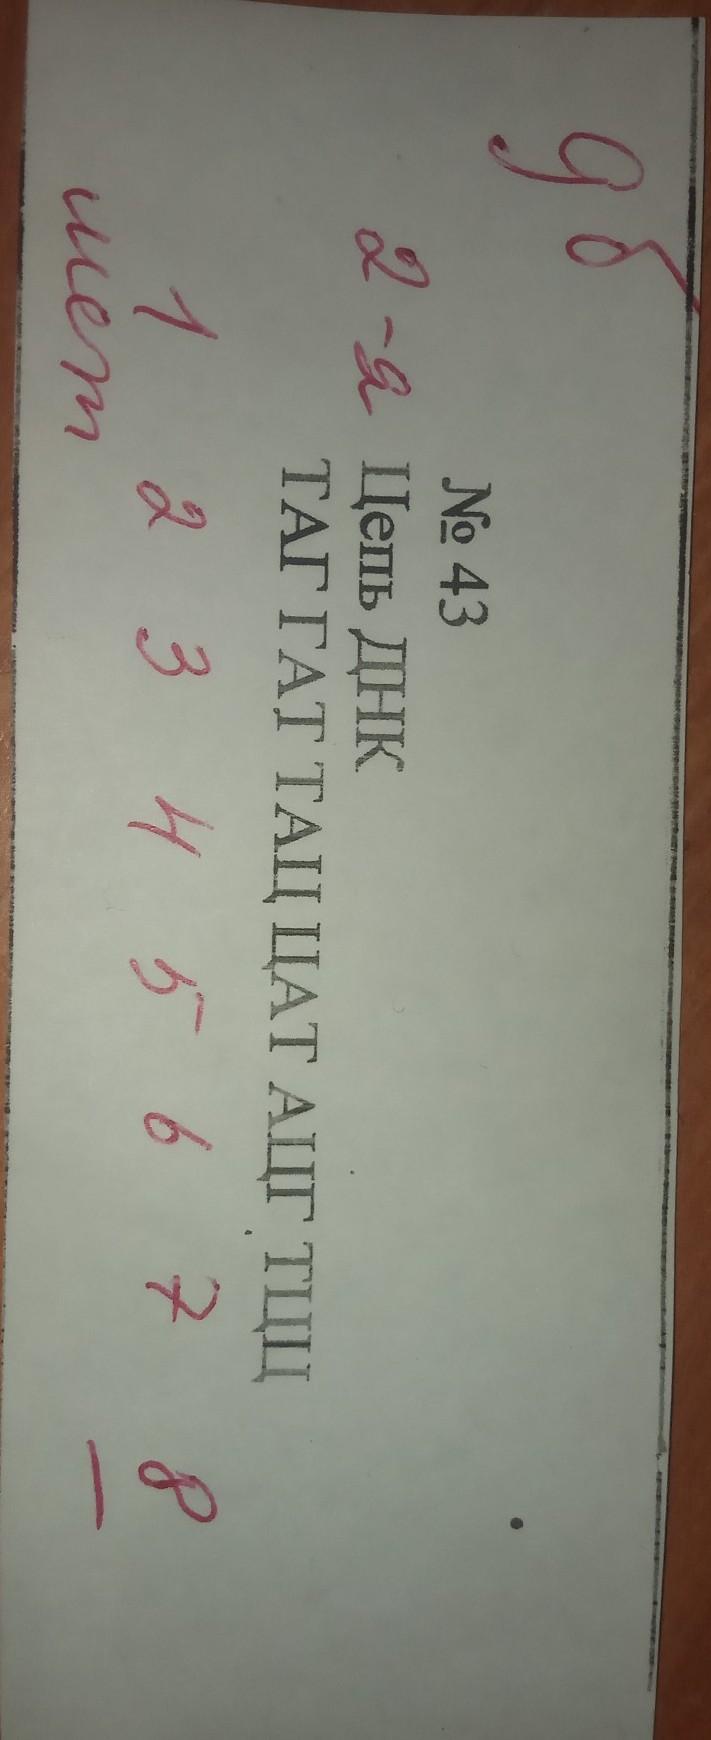 9 б
№ 43
2-я Цепь ДНК
ТАГ ГАТ ТАЦ ЦАТ АЦГ ТЦЦ
1 2 3 4 5 6 7 8
мет —